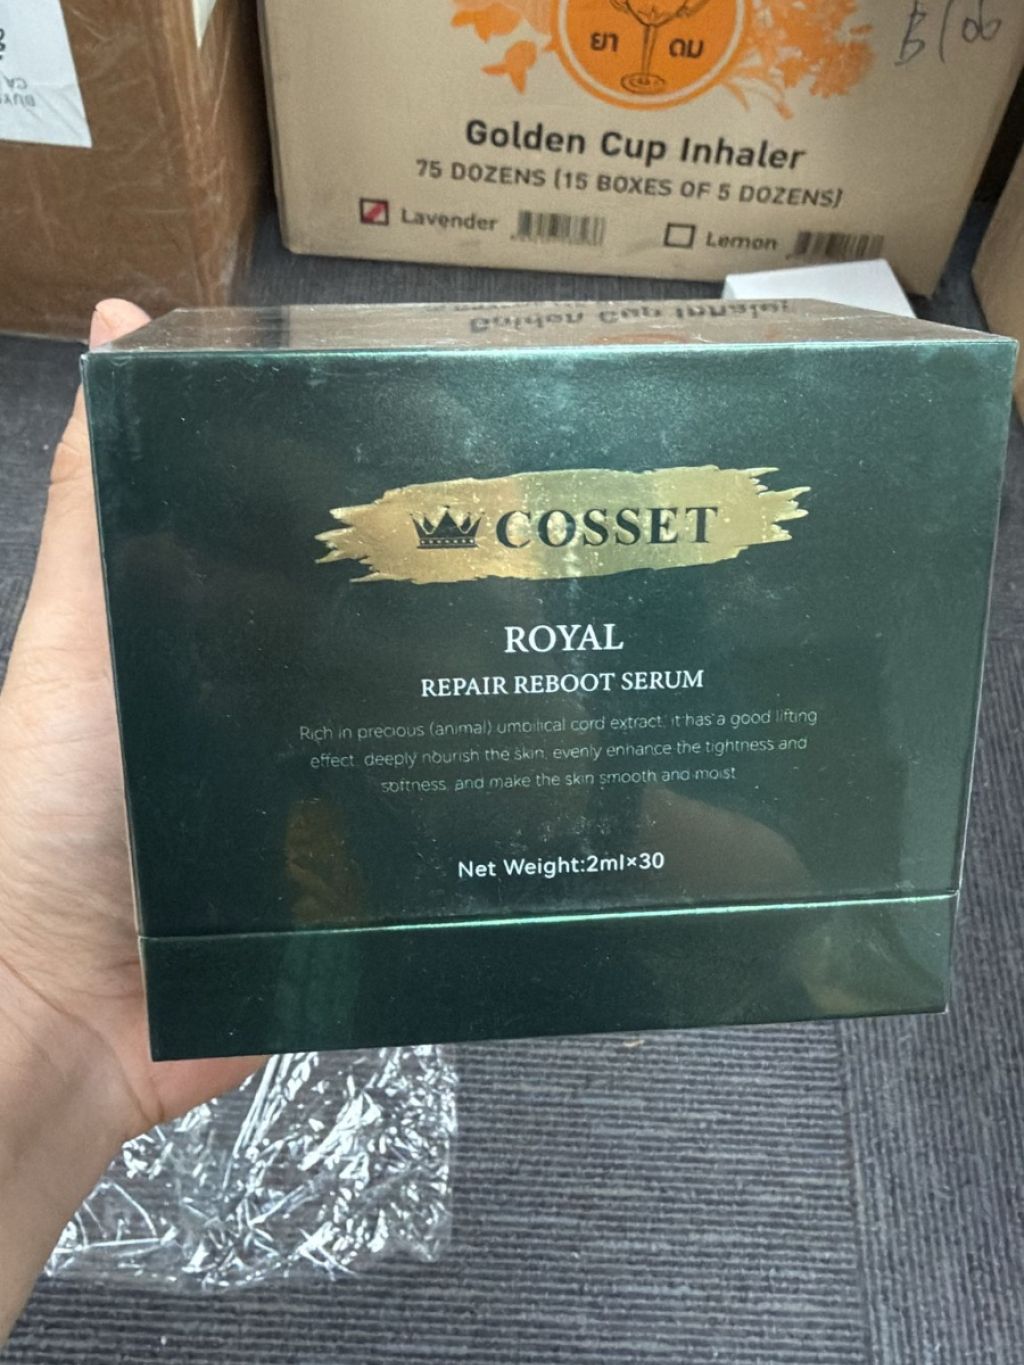 ยา ดม
Golden Cup Inhaler
75 DOZENS (15 BOXES OF 5 DOZENS)
Lavender
Lemon
COSSET
ROYAL
REPAIR REBOOT SERUM
Rich in precious (animal) umbilical cord extract, it has a good lifting
effect, deeply nourish the skin, evenly enhance the tightness and
softness, and make the skin smooth and moist
Net Weight:2ml×30